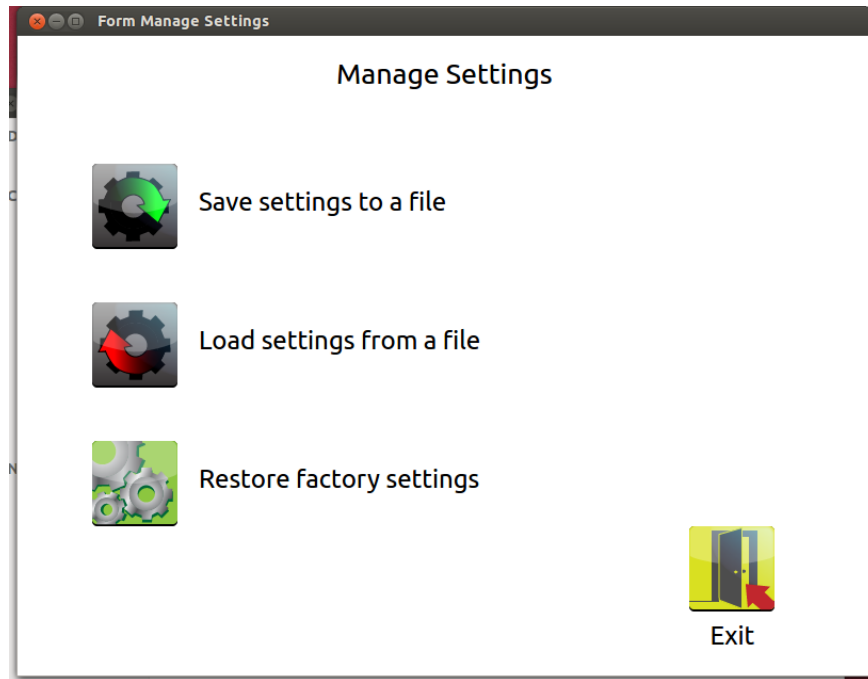 Form Manage Settings
Manage Settings
D
C
Save settings to a file
Load settings from a file
N
Restore factory settings
Exit